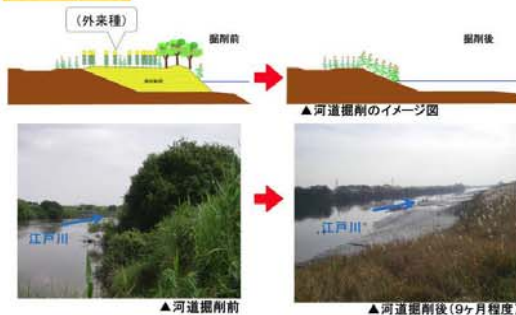 (外来種)
掘削前
掘削後
▲河道掘削のイメージ図
江戸川
江戸川
▲河道掘削前
▲河道掘削後(9ヶ月程度)